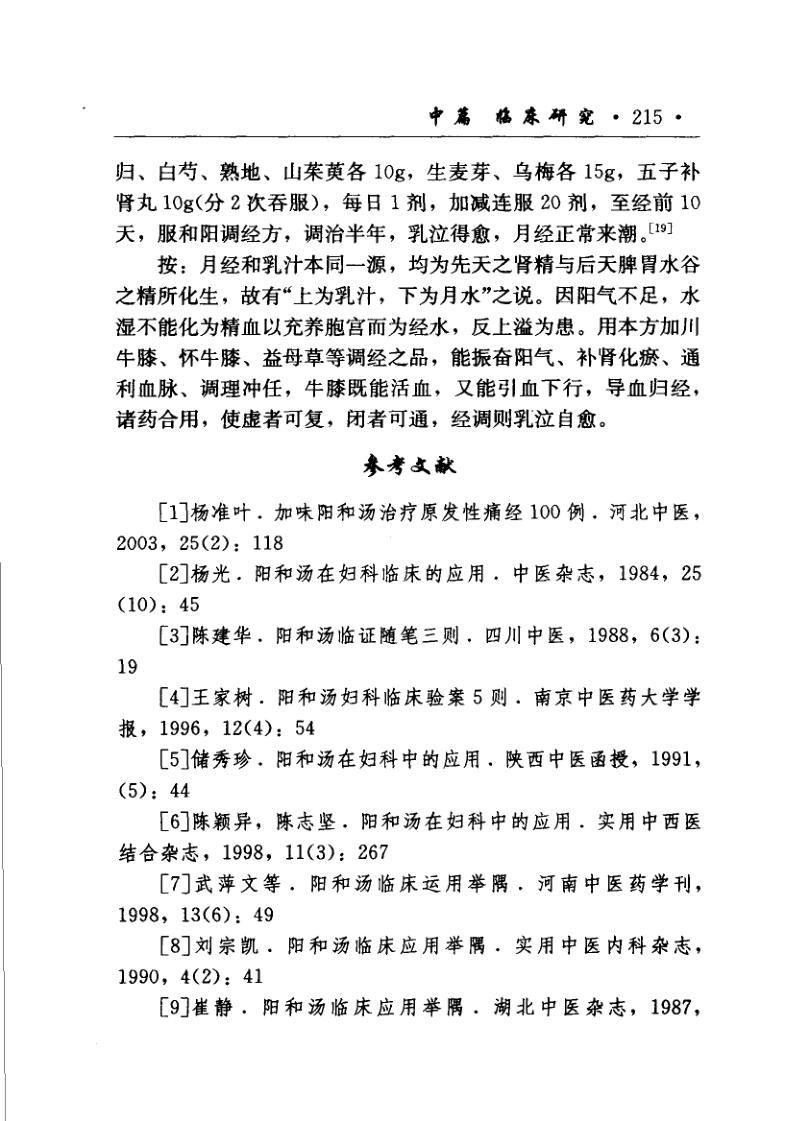 中篇 临床研究 · 215 ·
归、白芍、熟地、山茱萸各 10g，生麦芽、乌梅各 15g，五子补
肾丸 10g(分 2 次吞服)，每日 1 剂，加减连服 20 剂，至经前 10
天，服和阳调经方，调治半年，乳泣得愈，月经正常来潮。[19]
按：月经和乳汁本同一源，均为先天之肾精与后天脾胃水谷
之精所化生，故有“上为乳汁，下为月水”之说。因阳气不足，水
湿不能化为精血以充养胞宫而为经水，反上溢为患。用本方加川
牛膝、怀牛膝、益母草等调经之品，能振奋阳气、补肾化瘀、通
利血脉、调理冲任，牛膝既能活血，又能引血下行，导血归经，
诸药合用，使虚者可复，闭者可通，经调则乳泣自愈。
参考文献
[1]杨准叶．加味阳和汤治疗原发性痛经 100 例．河北中医，
2003，25(2)：118
[2]杨光．阳和汤在妇科临床的应用．中医杂志，1984，25
(10)：45
[3]陈建华．阳和汤临证随笔三则．四川中医，1988，6(3)：
19
[4]王家树．阳和汤妇科临床验案 5 则．南京中医药大学学
报，1996，12(4)：54
[5]储秀珍．阳和汤在妇科中的应用．陕西中医函授，1991，
(5)：44
[6]陈颖异，陈志坚．阳和汤在妇科中的应用．实用中西医
结合杂志，1998，11(3)：267
[7]武萍文等．阳和汤临床运用举隅．河南中医药学刊，
1998，13(6)：49
[8]刘宗凯．阳和汤临床应用举隅．实用中医内科杂志，
1990，4(2)：41
[9]崔静．阳和汤临床应用举隅．湖北中医杂志，1987，